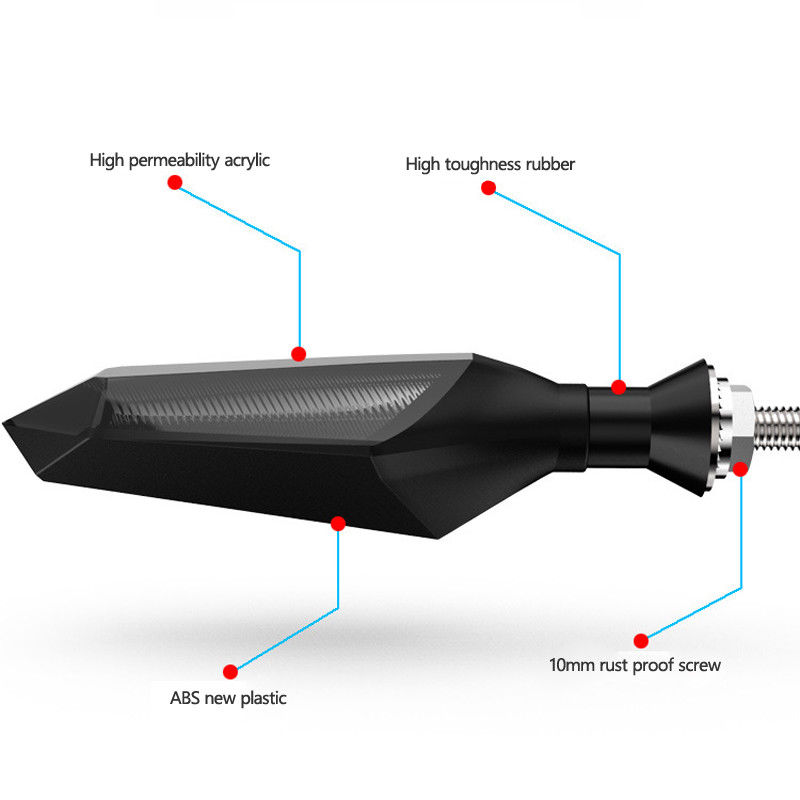 High permeability acrylic
High toughness rubber
10mm rust proof screw
ABS new plastic